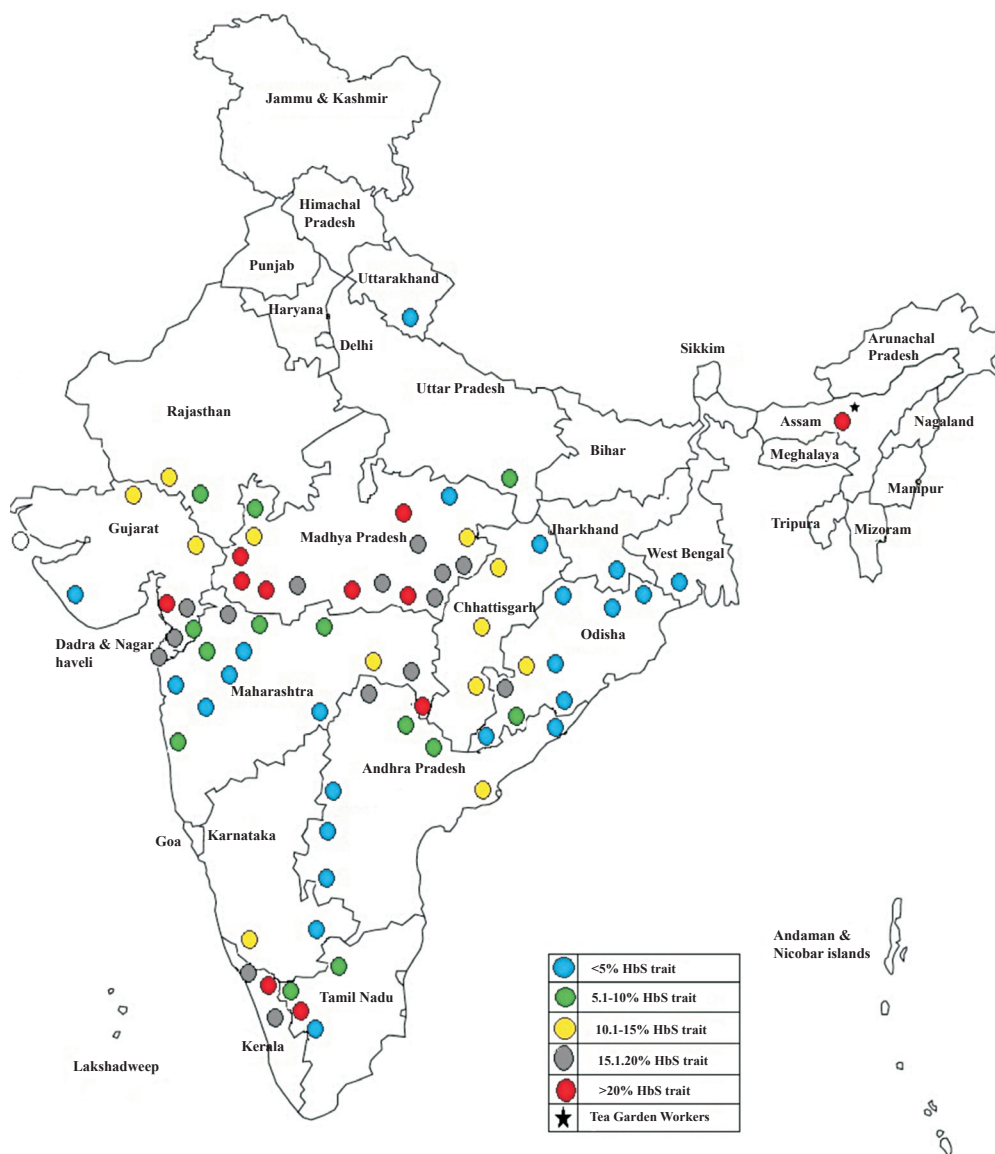 Jammu & Kashmir
Himachal
Pradesh
Punjab
Uttarakhand
Haryana
Delhi
Arunachal
Pradesh
Sikkim
Uttar Pradesh
Rajasthan
Assam
Nagaland
Bihar
Meghalaya
Manipur
Gujarat
Tripura
Jharkhand
Madhya Pradesh
Mizoram
West Bengal
Chhattisgarh
Odisha
Dadra & Nagar
haveli
Maharashtra
Andhra Pradesh
Goa
Karnataka
Andaman &
Nicobar islands
Tamil Nadu
Kerala
Lakshadweep
<5% HbS trait
5.1-10% HbS trait
10.1-15% HbS trait
15.1.20% HbS trait
>20% HbS trait
Tea Garden Workers